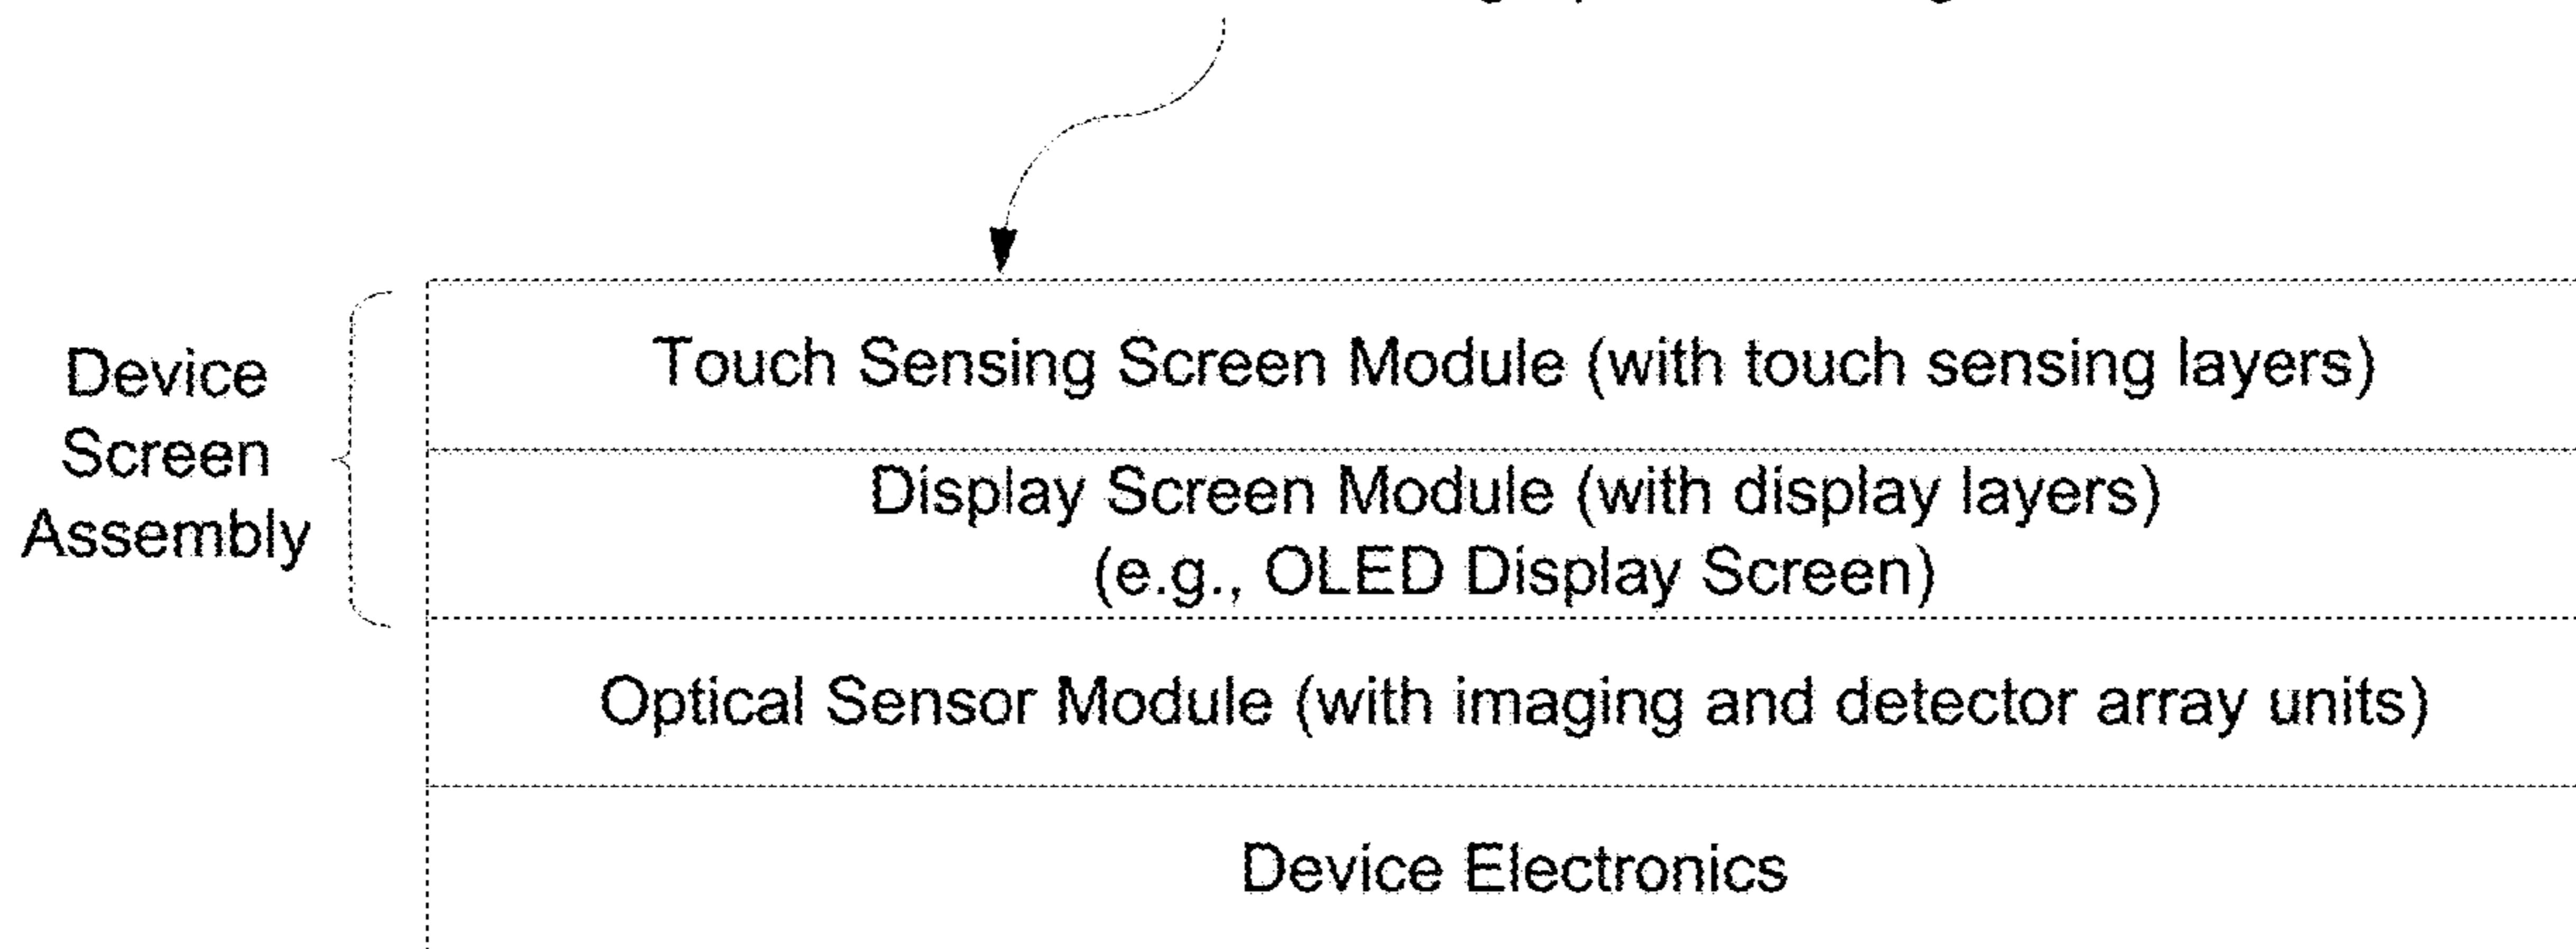 Device
Screen
Assembly
Touch Sensing Screen Module (with touch sensing layers)
Display Screen Module (with display layers)
(e.g., OLED Display Screen)
Optical Sensor Module (with imaging and detector array units)
Device Electronics